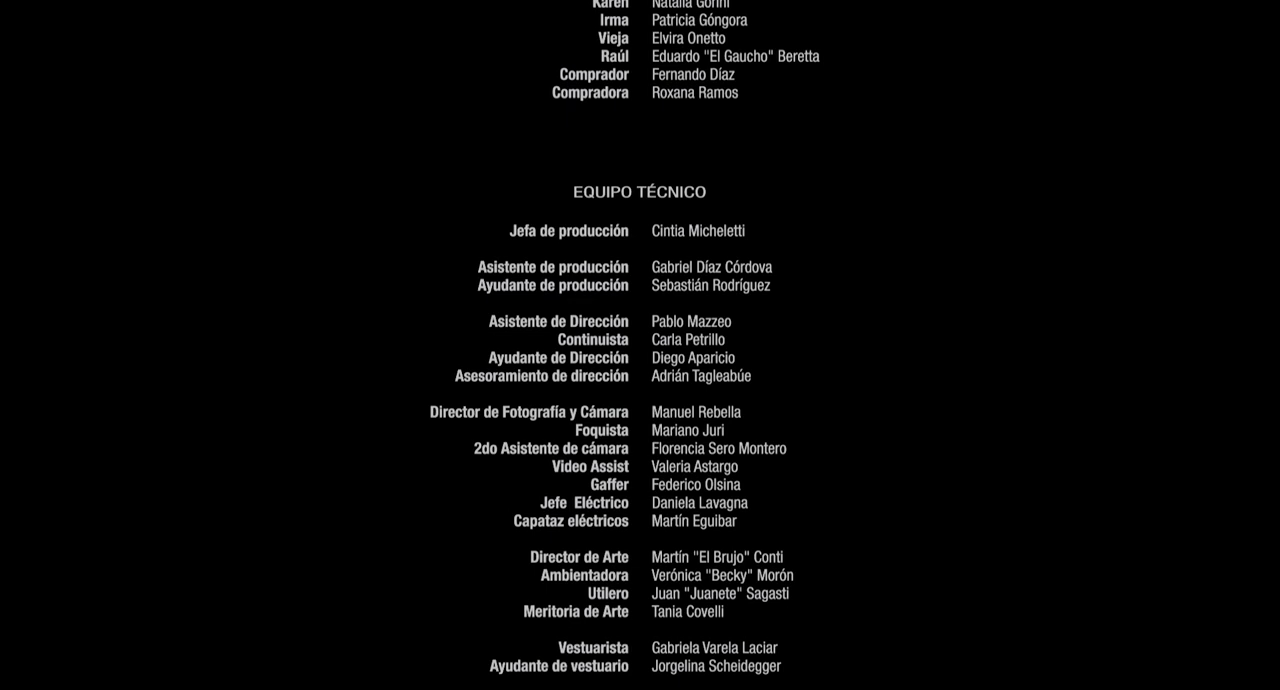 Karen Natalia Gorini
Irma Patricia Góngora
Vieja Elvira Onetto
Raúl Eduardo "El Gaucho" Beretta
Comprador Fernando Díaz
Compradora Roxana Ramos
EQUIPO TÉCNICO
Jefa de producción Cintia Micheletti
Asistente de producción Gabriel Díaz Córdova
Ayudante de producción Sebastián Rodríguez
Asistente de Dirección Pablo Mazzeo
Continuista Carla Petrillo
Ayudante de Dirección Diego Aparicio
Asesoramiento de dirección Adrián Tagleabúe
Director de Fotografía y Cámara Manuel Rebella
Foquista Mariano Juri
2do Asistente de cámara Florencia Sero Montero
Video Assist Valeria Astargo
Gaffer Federico Olsina
Jefe Eléctrico Daniela Lavagna
Capataz eléctricos Martín Eguibar
Director de Arte Martín "El Brujo" Conti
Ambientadora Verónica "Becky" Morón
Utilero Juan "Juanete" Sagasti
Meritoria de Arte Tania Covelli
Vestuarista Gabriela Varela Laciar
Ayudante de vestuario Jorgelina Scheidegger